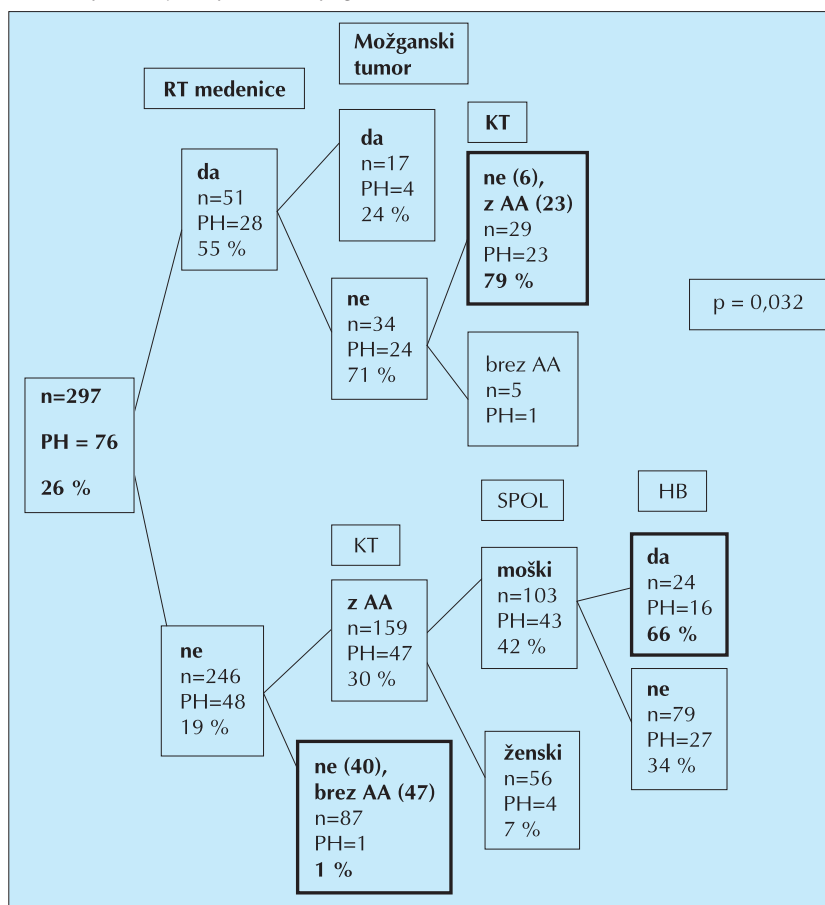 Možganski
tumor
RT medenice
KT
da
n=17
PH=4
24 %
da
n=51
PH=28
55 %
ne (6),
z AA (23)
n=29
PH=23
79 %
ne
n=34
PH=24
71 %
p = 0,032
brez AA
n=5
PH=1
n=297
PH = 76
26 %
SPOL
HB
KT
moški
n=103
PH=43
42 %
da
n=24
PH=16
66 %
z AA
n=159
PH=47
30 %
ne
n=246
PH=48
19 %
ne
n=79
PH=27
34 %
ženski
n=56
PH=4
7 %
ne (40),
brez AA (47)
n=87
PH=1
1 %